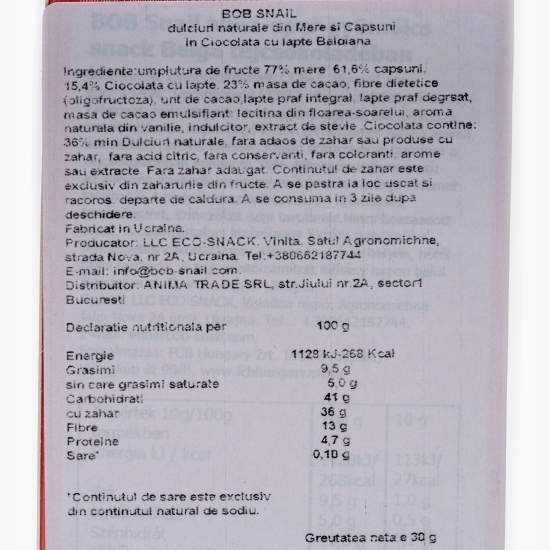 BOB SNAIL
dulciuri naturale din Mere si Capsuni
in Ciocolata cu lapte Belgiana
Ingrediente:umplutura de fructe 77% mere 61,6% capsuni,
15,4% Ciocolata cu lapte, 23% masa de cacao, fibre dietetice
(oligofructoza), unt de cacao,lapte praf integral, lapte praf degrsat,
masa de cacao emulsifiant: lecitina din floarea-soarelui, aroma
naturala din vanilie, indulcitor, extract de stevie. Ciocolata contine:
36% min Dulciuri naturale, fara adaos de zahar sau produse cu
zahar, fara acid citric, fara conservanti, fara coloranti, arome
sau extracte. Fara zahar adaugat. Continutul de zahar este
exclusiv din zaharurile din fructe. A se pastra la loc uscat si
racoros, departe de caldura. A se consuma in 3 zile dupa
deschidere.
Fabricat in Ucraina.
Producator: LLC ECO-SNACK, Vinita, Satul Agronomichne,
strada Nova, nr 2A, Ucraina. Tel:+380662187744
E-mail: info@bob-snail.com.
Distribuitor: ANIMA TRADE SRL, str.Jiului nr.2A, sector1
Bucuresti
Declaratie nutritionala per 100 g
Energie 1128 kJ-268 Kcal
Grasimi 9,5 g
sin care grasimi saturate 5,0 g
Carbohidrati 41 g
cu zahar 36 g
Fibre 13 g
Proteine 4,7 g
Sare* 0,10 g
*Continutul de sare este exclusiv
din continutul natural de sodiu.
Greutatea neta e 30 g